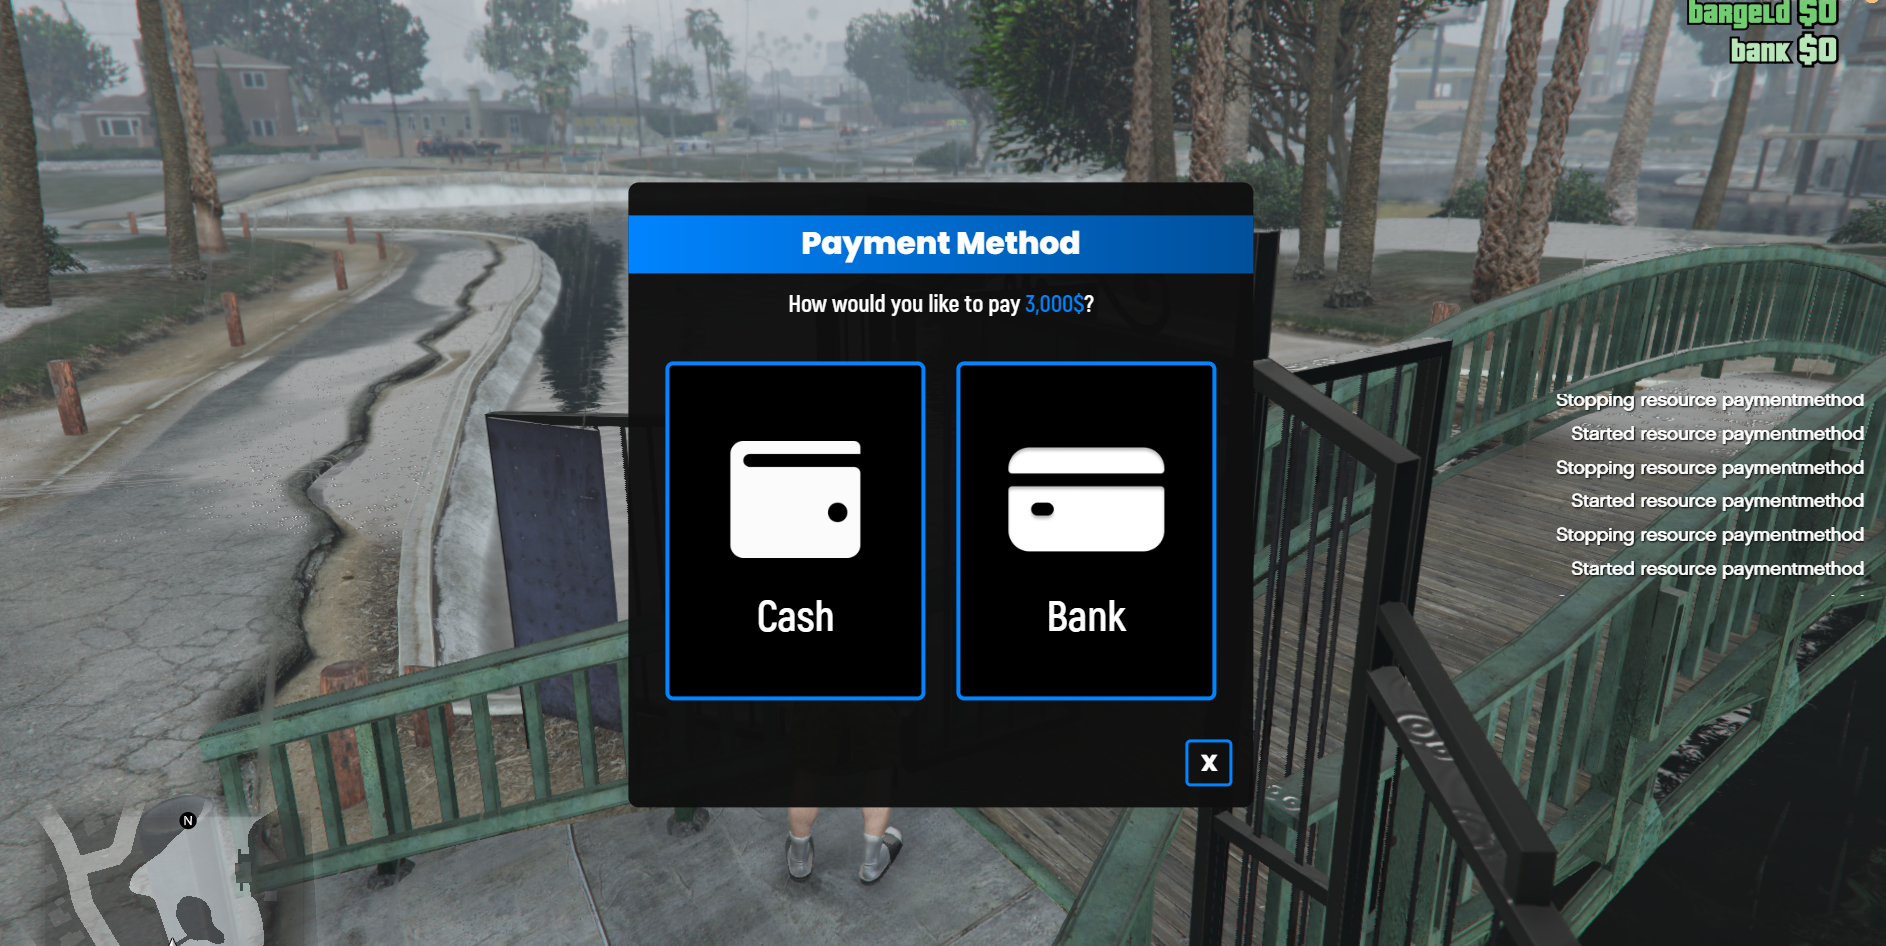 bargeld $0
bank $0
Payment Method
How would you like to pay 3,000$?
Cash
Bank
X
Stopping resource paymentmethod
Started resource paymentmethod
Stopping resource paymentmethod
Started resource paymentmethod
Stopping resource paymentmethod
Started resource paymentmethod
N